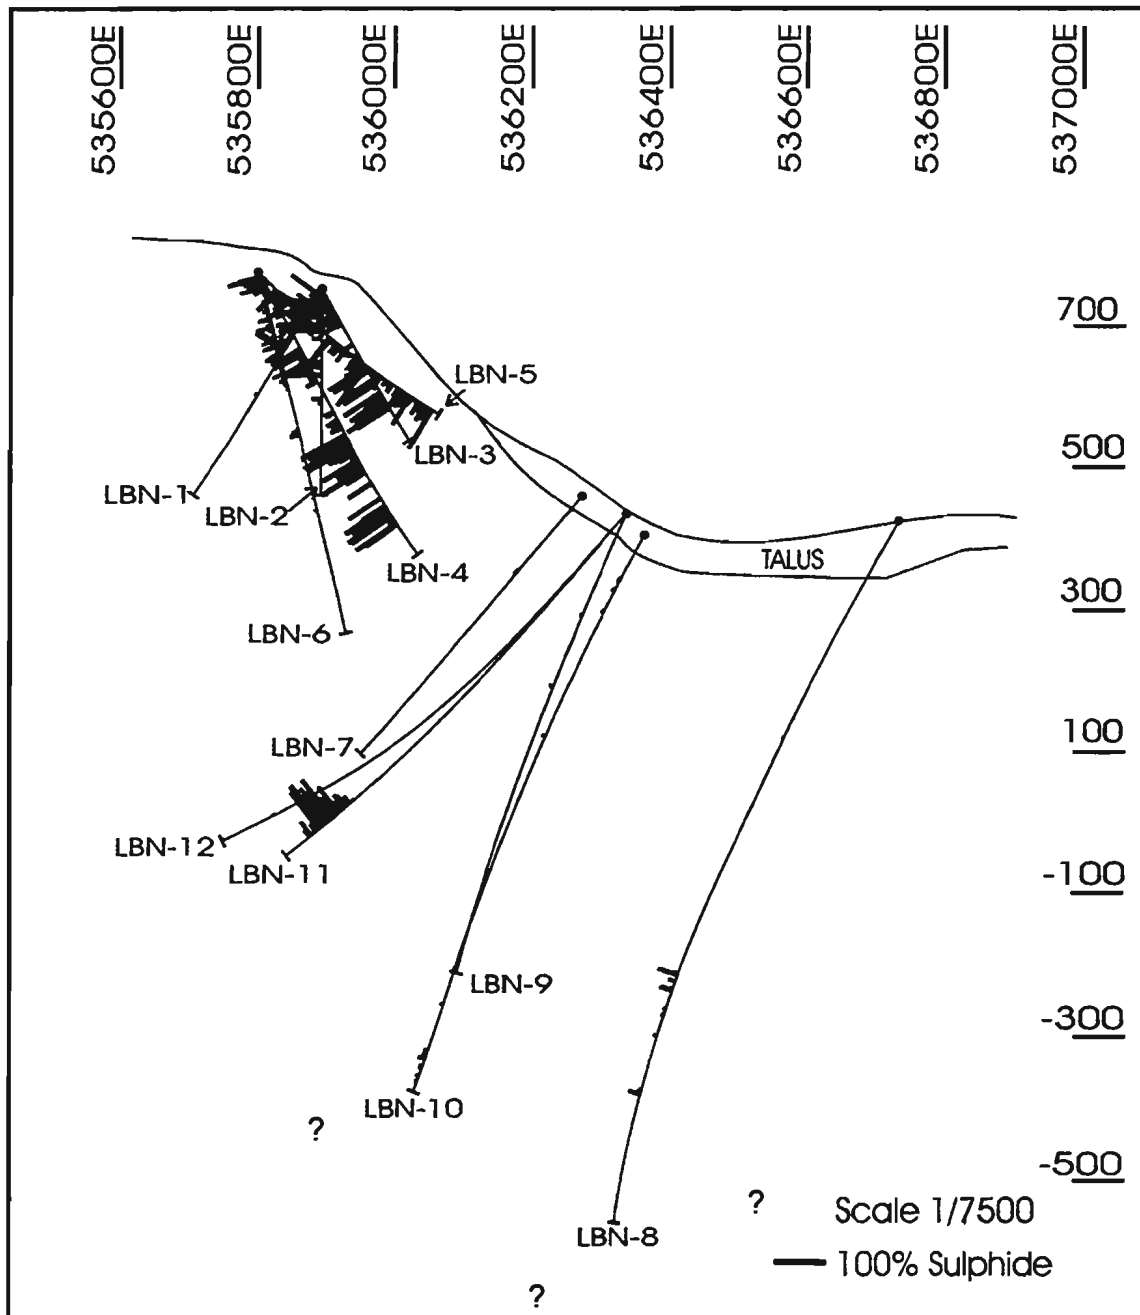 535600E
535800E
536000E
536200E
536400E
536600E
536800E
537000E
700
LBN-5
LBN-3
500
LBN-1
LBN-2
TALUS
LBN-4
300
LBN-6
LBN-7
100
LBN-12
LBN-11
-100
LBN-9
-300
LBN-10
?
-500
?
Scale 1/7500
LBN-8
100% Sulphide
?